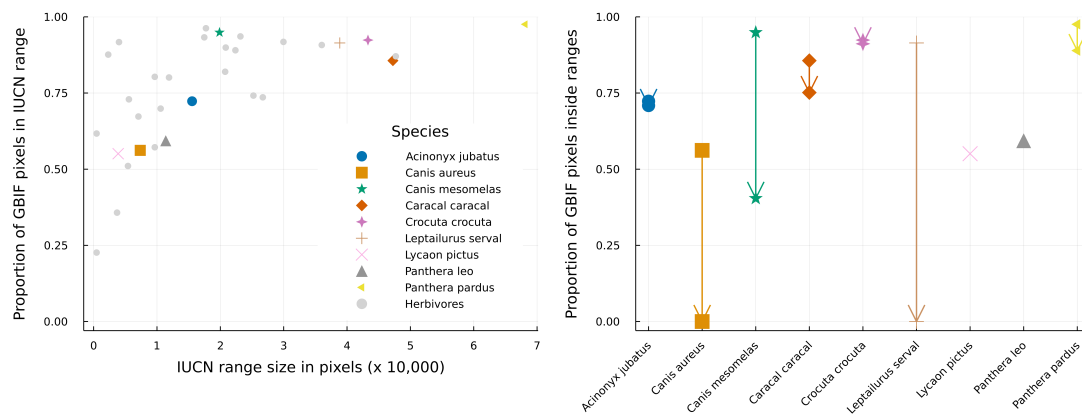 Proportion of GBIF pixels in IUCN range
1.00
0.75
0.50
0.25
0.00
0 1 2 3 4 5 6 7
IUCN range size in pixels (x 10,000)
Species
Acinonyx jubatus
Canis aureus
Canis mesomelas
Caracal caracal
Crocuta crocuta
Leptailurus serval
Lycaon pictus
Panthera leo
Panthera pardus
Herbivores
Proportion of GBIF pixels inside ranges
1.00
0.75
0.50
0.25
0.00
Acinonyx jubatus
Canis aureus
Canis mesomelas
Caracal caracal
Crocuta crocuta
Leptailurus serval
Lycaon pictus
Panthera leo
Panthera pardus